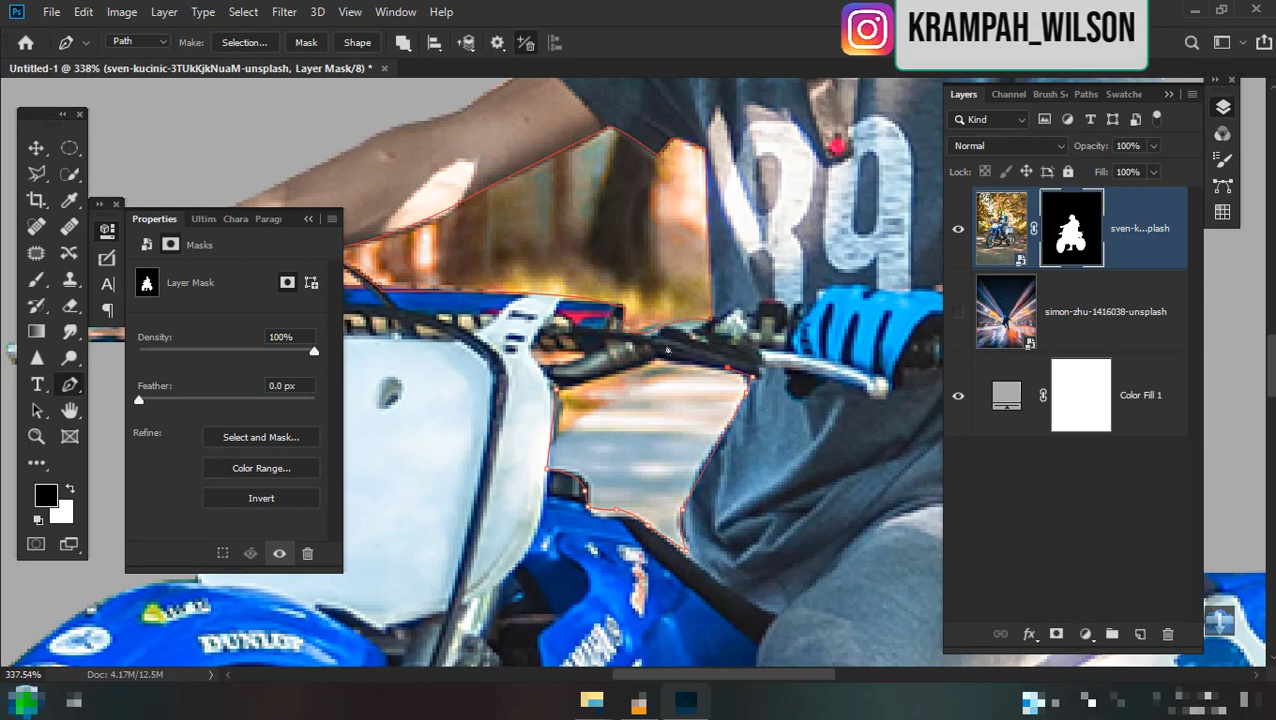 Ps File Edit Image Layer Type Select Filter 3D View Window Help
KRAMPAH_WILSON
Path Make: Selection... Mask Shape
Untitled-1 @ 338% (sven-kucinic-3TUkKjkNuaM-unsplash, Layer Mask/8) *
Layers Channel Brush Se Paths Swatche
Kind
Normal Opacity: 100%
Lock: Fill: 100%
Properties Ultim Chara Paragr
Masks
Layer Mask
sven-k...plash
Density: 100%
simon-zhu-1416038-unsplash
Feather: 0.0 px
Color Fill 1
Refine: Select and Mask...
Color Range...
Invert
DUNLOP
337.54% Doc: 4.17M/12.5M